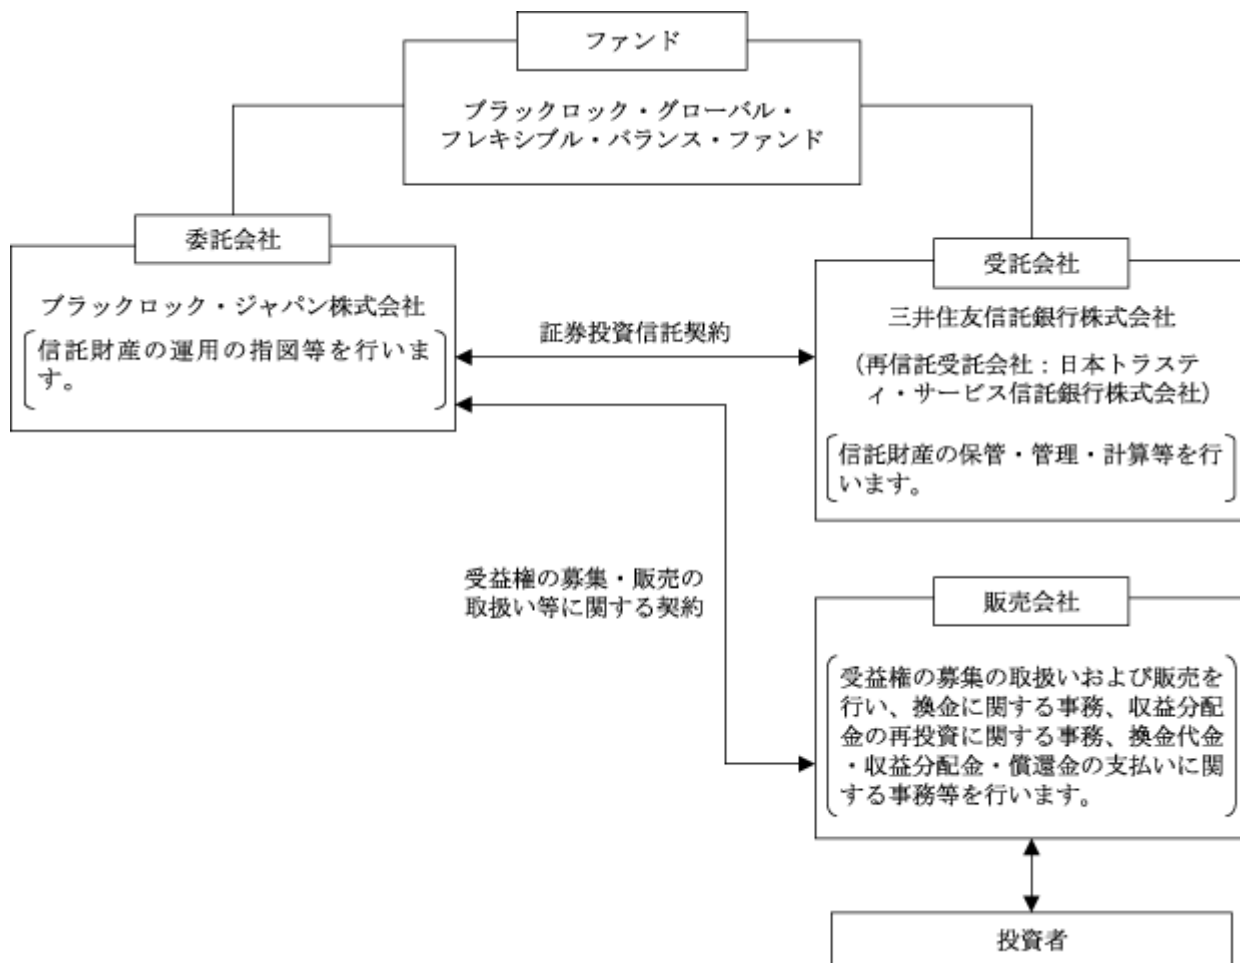 ファンド
ブラックロック・グローバル・
フレキシブル・バランス・ファンド
委託会社
ブラックロック・ジャパン株式会社
信託財産の運用の指図等を行いま
す。
証券投資信託契約
受託会社
三井住友信託銀行株式会社
(再信託受託会社:日本トラステ
ィ・サービス信託銀行株式会社)
信託財産の保管・管理・計算等を行
います。
受益権の募集・販売の
取扱い等に関する契約
販売会社
受益権の募集の取扱いおよび販売を
行い、換金に関する事務、収益分配
金の再投資に関する事務、換金代金
・収益分配金・償還金の支払いに関
する事務等を行います。
投資者